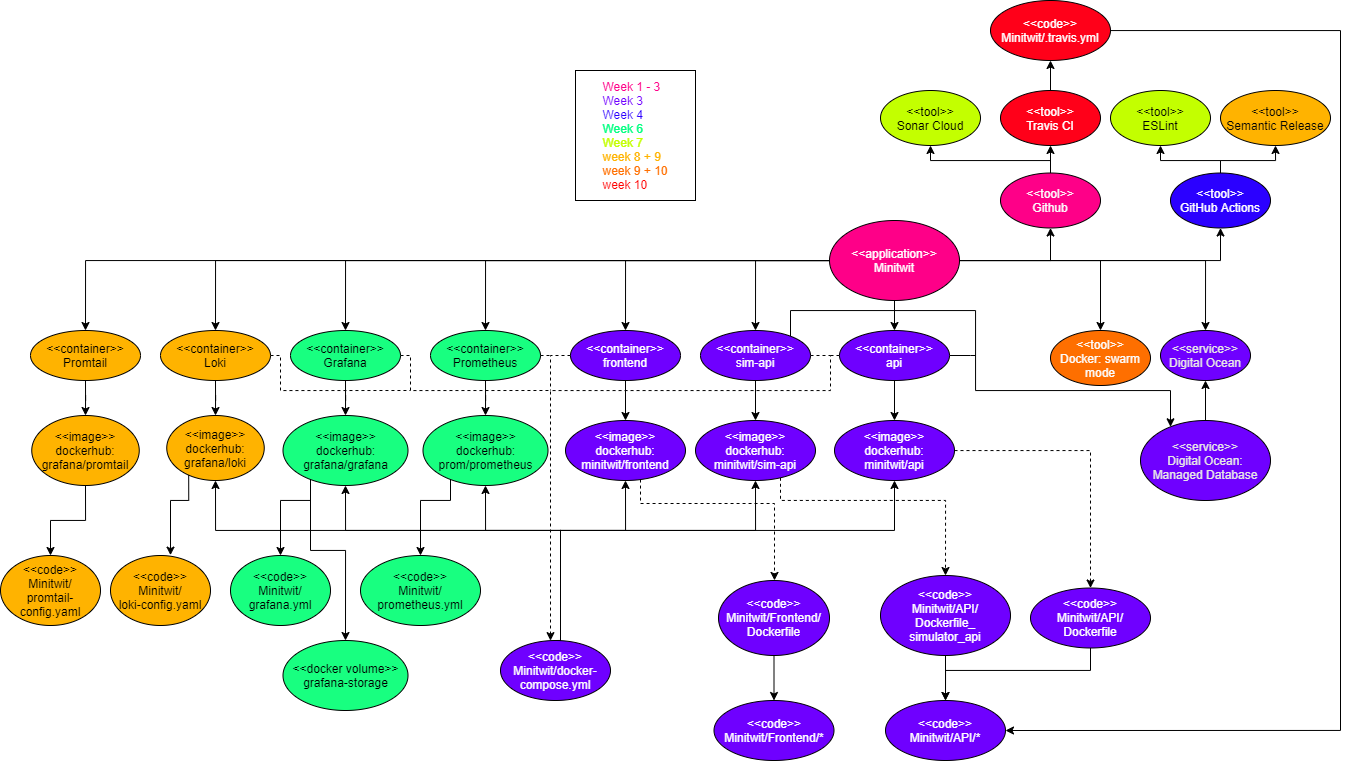 <<code>>
Minitwit/.travis.yml
Week 1 - 3
Week 3
Week 4
Week 6
Week 7
week 8 + 9
week 9 + 10
week 10
<<tool>>
Sonar Cloud
<<tool>>
Travis CI
<<tool>>
ESLint
<<tool>>
Semantic Release
<<tool>>
Github
<<tool>>
GitHub Actions
<<application>>
Minitwit
<<container>>
Promtail
<<container>>
Loki
<<container>>
Grafana
<<container>>
Prometheus
<<container>>
frontend
<<container>>
sim-api
<<container>>
api
<<tool>>
Docker: swarm
mode
<<service>>
Digital Ocean
<<image>>
dockerhub:
grafana/promtail
<<image>>
dockerhub:
grafana/loki
<<image>>
dockerhub:
grafana/grafana
<<image>>
dockerhub:
prom/prometheus
<<image>>
dockerhub:
minitwit/frontend
<<image>>
dockerhub:
minitwit/sim-api
<<image>>
dockerhub:
minitwit/api
<<service>>
Digital Ocean:
Managed Database
<<code>>
Minitwit/
promtail-
config.yaml
<<code>>
Minitwit/
loki-config.yaml
<<code>>
Minitwit/
grafana.yml
<<code>>
Minitwit/
prometheus.yml
<<code>>
Minitwit/Frontend/
Dockerfile
<<code>>
Minitwit/API/
Dockerfile_
simulator_api
<<code>>
Minitwit/API/
Dockerfile
<<docker volume>>
grafana-storage
<<code>>
Minitwit/docker-
compose.yml
<<code>>
Minitwit/Frontend/*
<<code>>
Minitwit/API/*